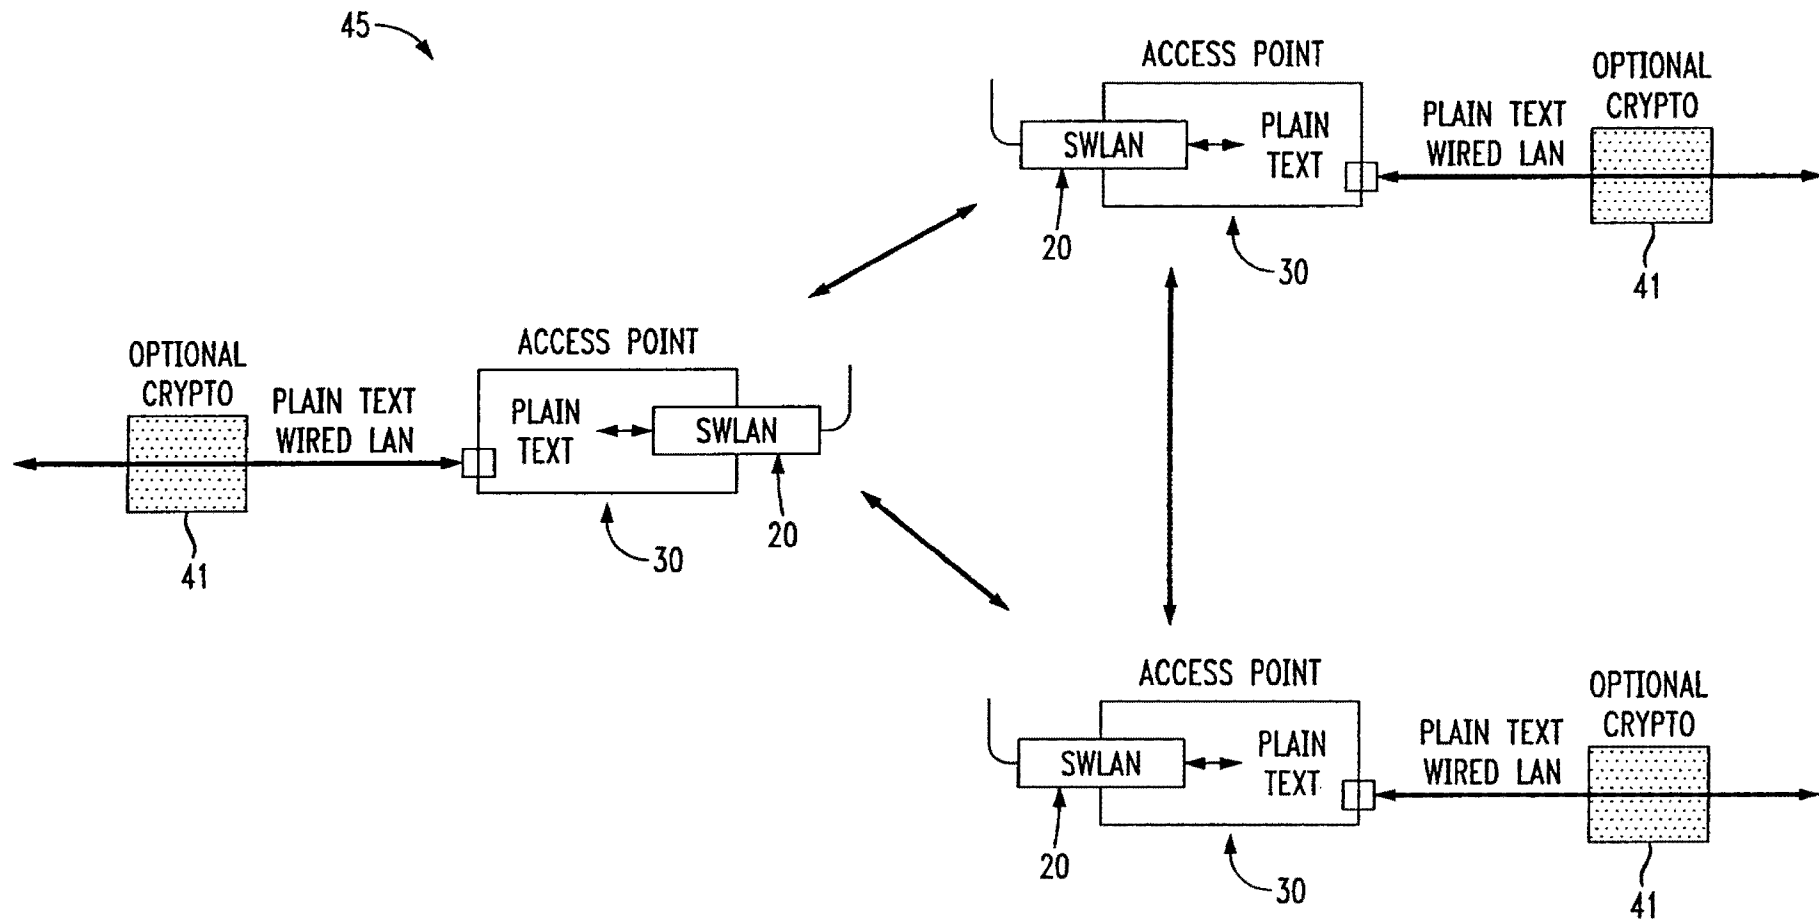 45
ACCESS POINT
SWLAN
PLAIN
TEXT
20
30
PLAIN TEXT
WIRED LAN
OPTIONAL
CRYPTO
41
OPTIONAL
CRYPTO
41
PLAIN TEXT
WIRED LAN
ACCESS POINT
PLAIN
TEXT
SWLAN
30
20
ACCESS POINT
SWLAN
PLAIN
TEXT
20
30
PLAIN TEXT
WIRED LAN
OPTIONAL
CRYPTO
41